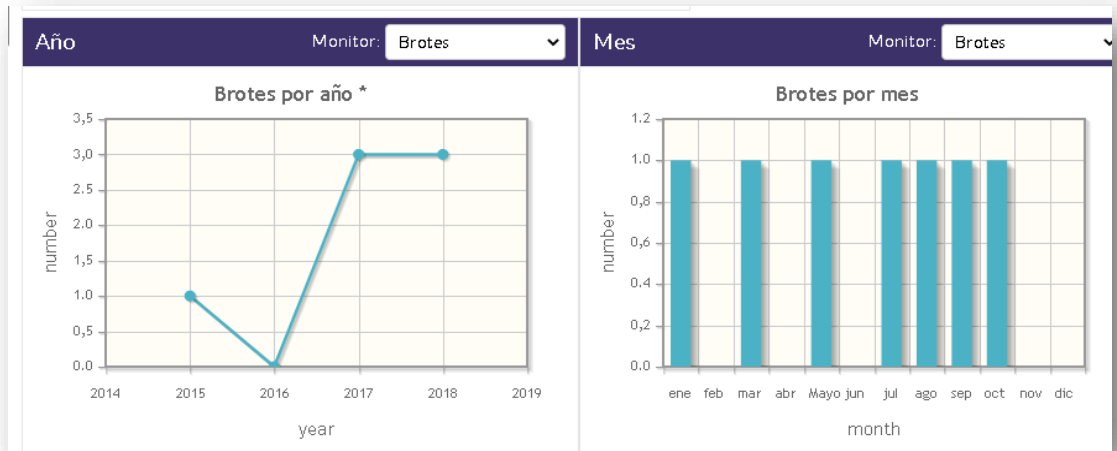 Año Monitor: Brotes
Brotes por año *
3,5
3,0
2.5
2.0
1,5
1.0
0,5
0.0
number
2014 2015 2016 2017 2018 2019
year
Mes Monitor: Brotes
Brotes por mes
1.2
1.0
0,8
0,6
0.4
0,2
0.0
number
ene feb mar abr Mayo jun jul ago sep oct nov dic
month